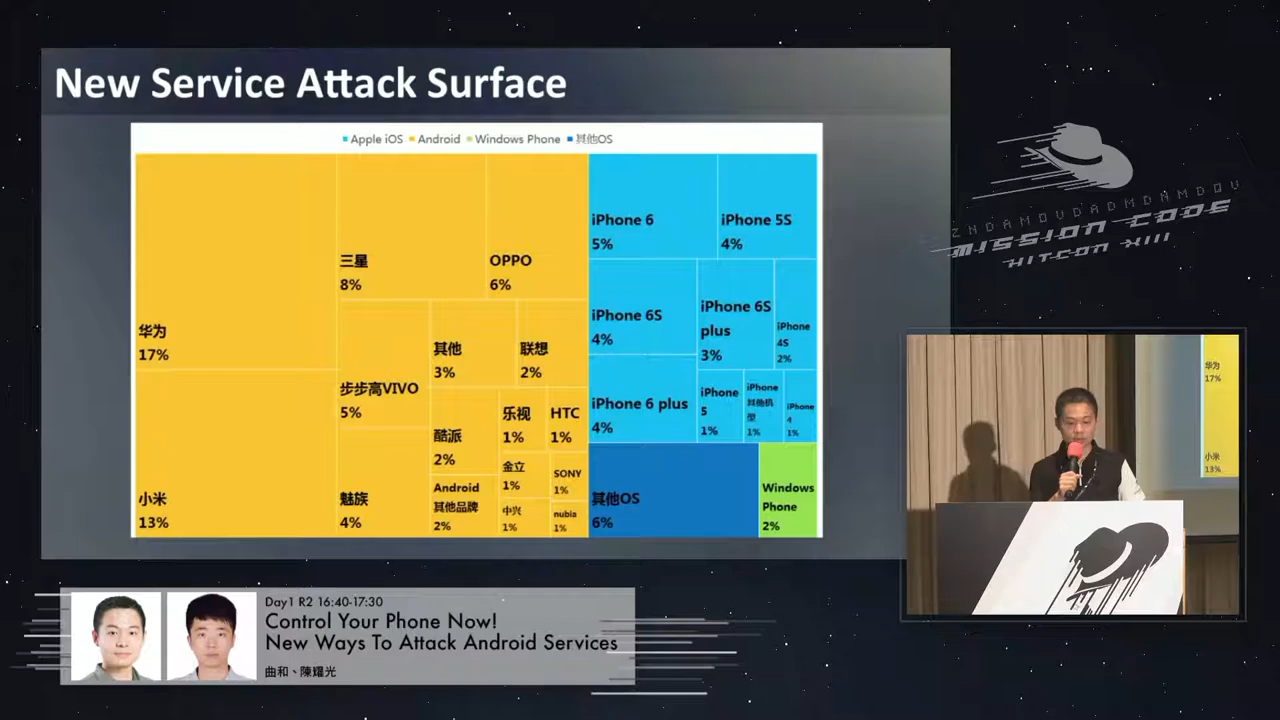 New Service Attack Surface
Apple iOS Android Windows Phone 其他OS
华为
17%
三星
8%
OPPO
6%
小米
13%
步步高VIVO
5%
魅族
4%
其他
3%
联想
2%
酷派
2%
Android
其他品牌
2%
乐视
1%
HTC
1%
金立
1%
SONY
1%
中兴
1%
nubia
1%
iPhone 6
5%
iPhone 5S
4%
iPhone 6S
4%
iPhone 6S
plus
3%
iPhone
4S
2%
iPhone 6 plus
4%
iPhone
5
1%
iPhone
其他机
型
1%
iPhone
4
1%
其他OS
6%
Windows
Phone
2%
MISSION CODE
HITCON XIII
华为
17%
小米
13%
Day1 R2 16:40-17:30
Control Your Phone Now!
New Ways To Attack Android Services
曲和、陳耀光